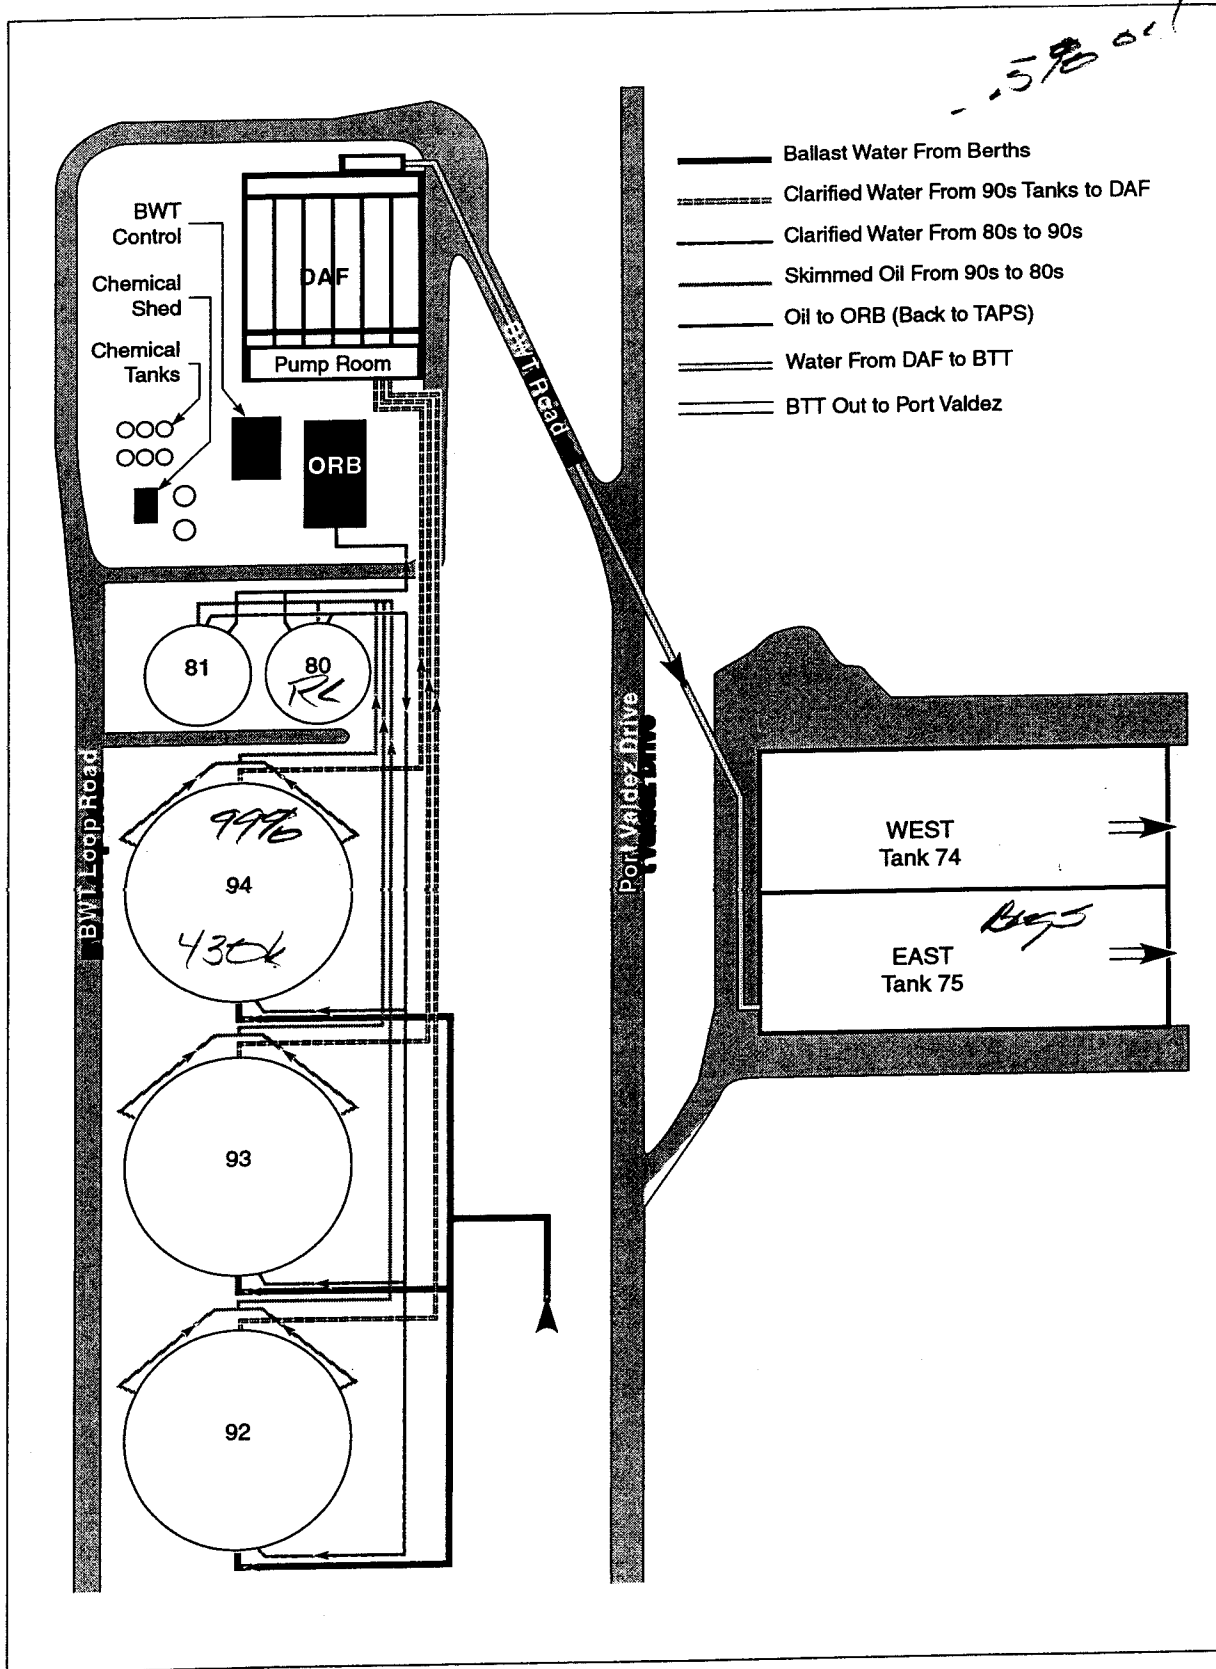 .5% oil
Ballast Water From Berths
Clarified Water From 90s Tanks to DAF
Clarified Water From 80s to 90s
Skimmed Oil From 90s to 80s
Oil to ORB (Back to TAPS)
Water From DAF to BTT
BTT Out to Port Valdez
BWT
Control
Chemical
Shed
Chemical
Tanks
DAF
Pump Room
ORB
BWT Road
81
80
BWT Loop Road
Port Valdez Drive
94
430k
93
92
WEST
Tank 74
EAST
Tank 75